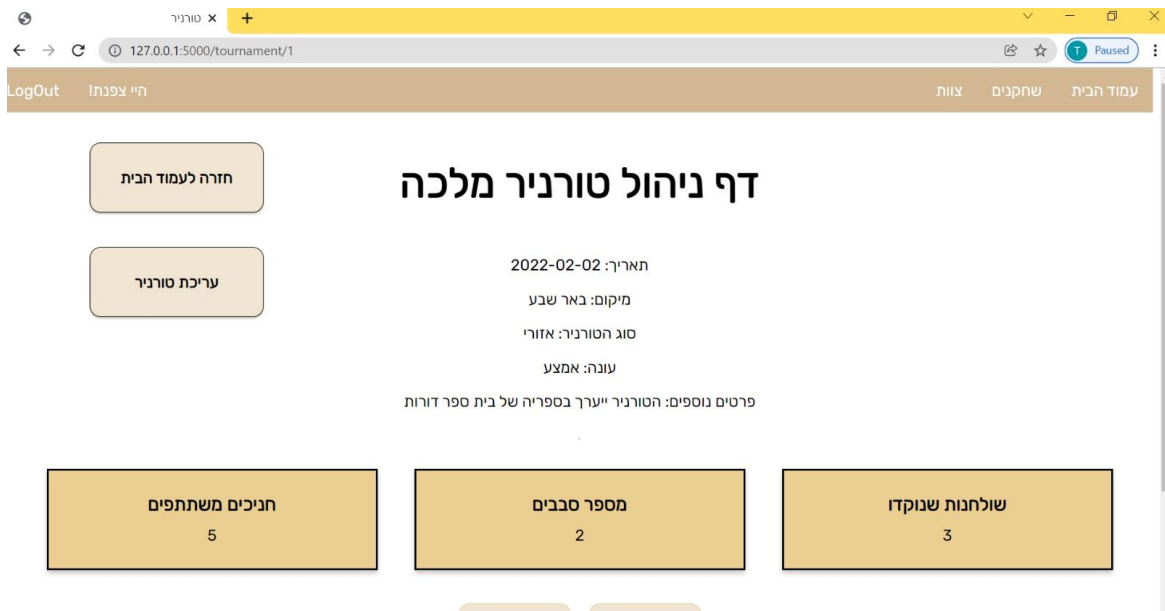 טורניר
127.0.0.1:5000/tournament/1
T Paused
עמוד הבית שחקנים צוות היי צפנת! LogOut
דף ניהול טורניר מלכה
חזרה לעמוד הבית
עריכת טורניר
תאריך: 2022-02-02
מיקום: באר שבע
סוג הטורניר: אזורי
עונה: אמצע
פרטים נוספים: הטורניר ייערך בספריה של בית ספר דורות
.
שולחנות שנוקדו
3
מספר סבבים
2
חניכים משתתפים
5